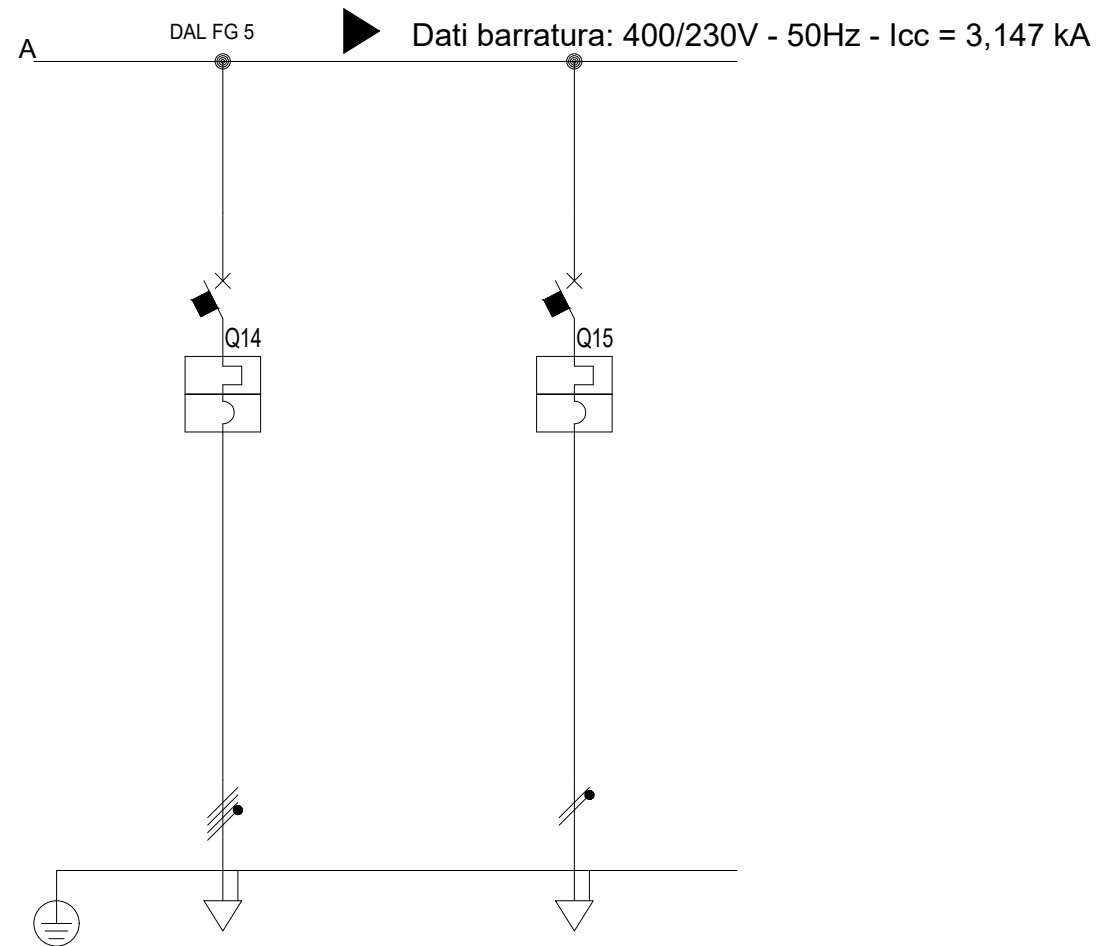 DAL FG 5
Dati barratura: 400/230V - 50Hz - Icc = 3,147 kA
A
Q14
Q15